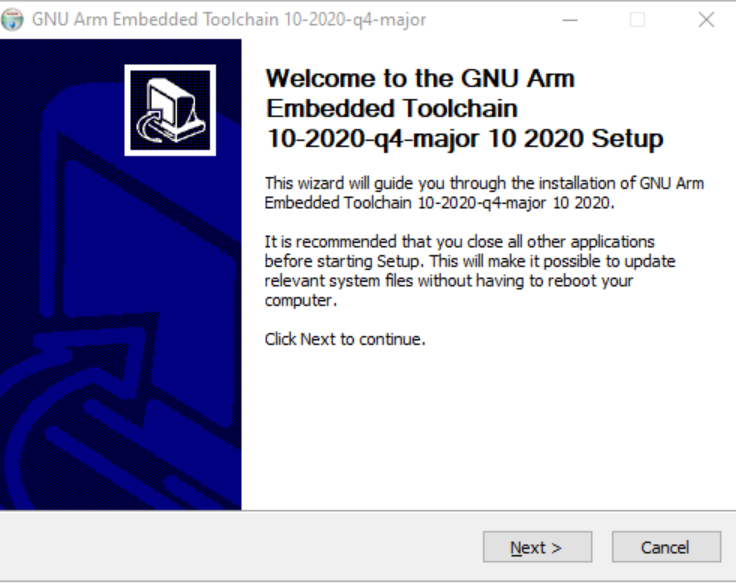 GNU Arm Embedded Toolchain 10-2020-q4-major
Welcome to the GNU Arm
Embedded Toolchain
10-2020-q4-major 10 2020 Setup
This wizard will guide you through the installation of GNU Arm
Embedded Toolchain 10-2020-q4-major 10 2020.
It is recommended that you close all other applications
before starting Setup. This will make it possible to update
relevant system files without having to reboot your
computer.
Click Next to continue.
Next >
Cancel